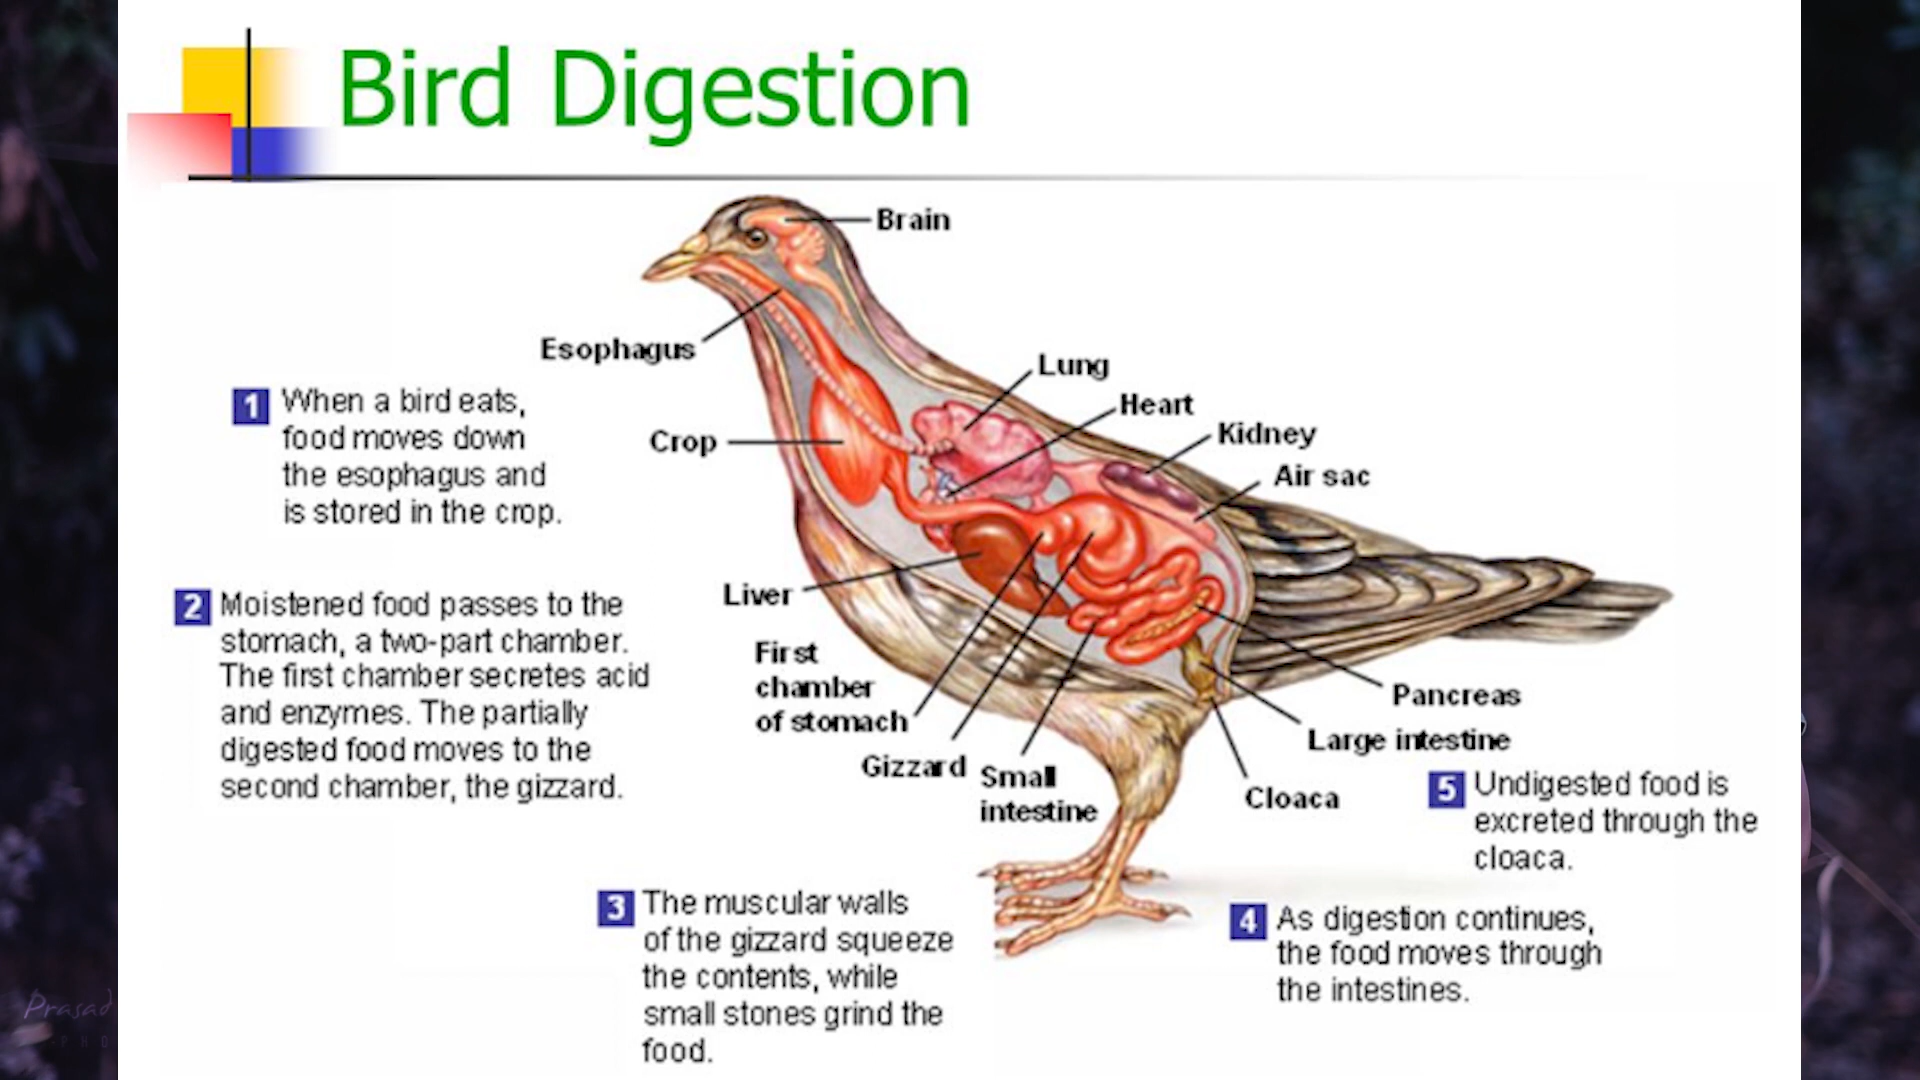 Bird Digestion
Brain
Esophagus
Lung
Heart
Kidney
Air sac
Crop
1 When a bird eats,
food moves down
the esophagus and
is stored in the crop.
Liver
2 Moistened food passes to the
stomach, a two-part chamber.
The first chamber secretes acid
and enzymes. The partially
digested food moves to the
second chamber, the gizzard.
First
chamber
of stomach
Gizzard
Small
intestine
Pancreas
Large intestine
Cloaca
3 The muscular walls
of the gizzard squeeze
the contents, while
small stones grind the
food.
4 As digestion continues,
the food moves through
the intestines.
5 Undigested food is
excreted through the
cloaca.
Prasad